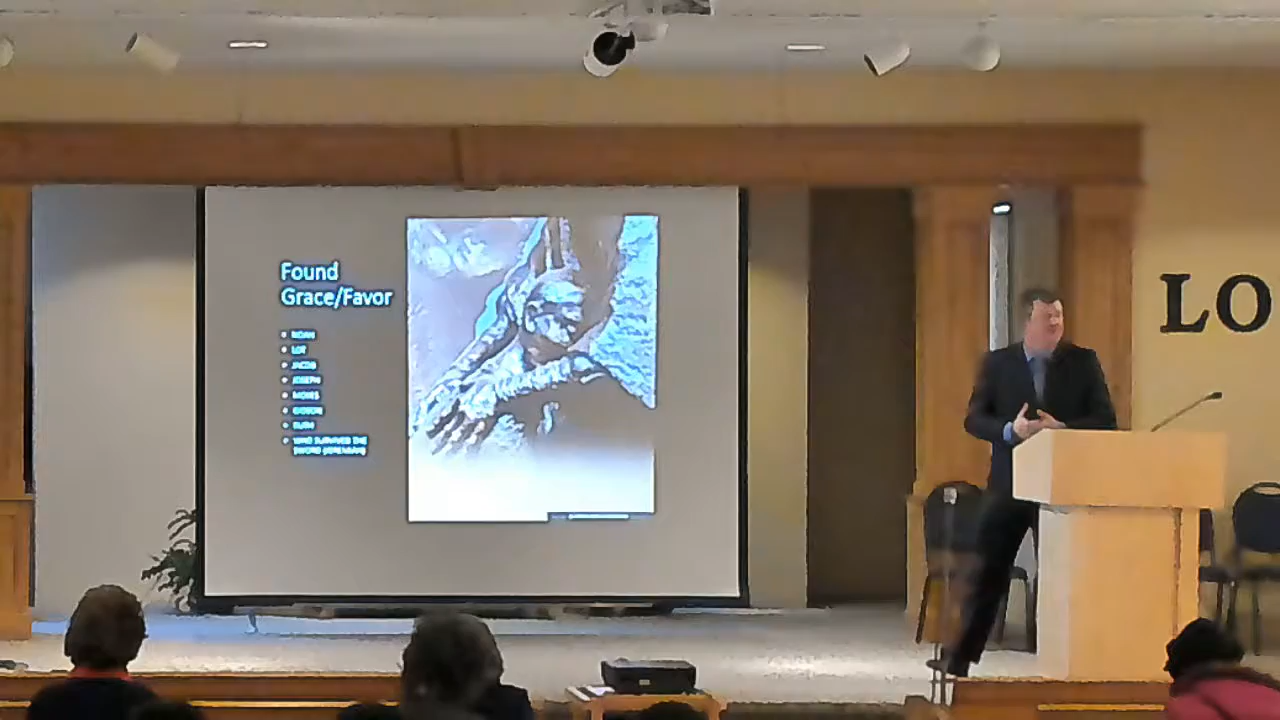 Found
Grace/Favor
NOAH
LOT
JACOB
JOSEPH
MOSES
GIDEON
RUTH
WHO SURVIVED THE
SWORD (JEREMIAH)
LO